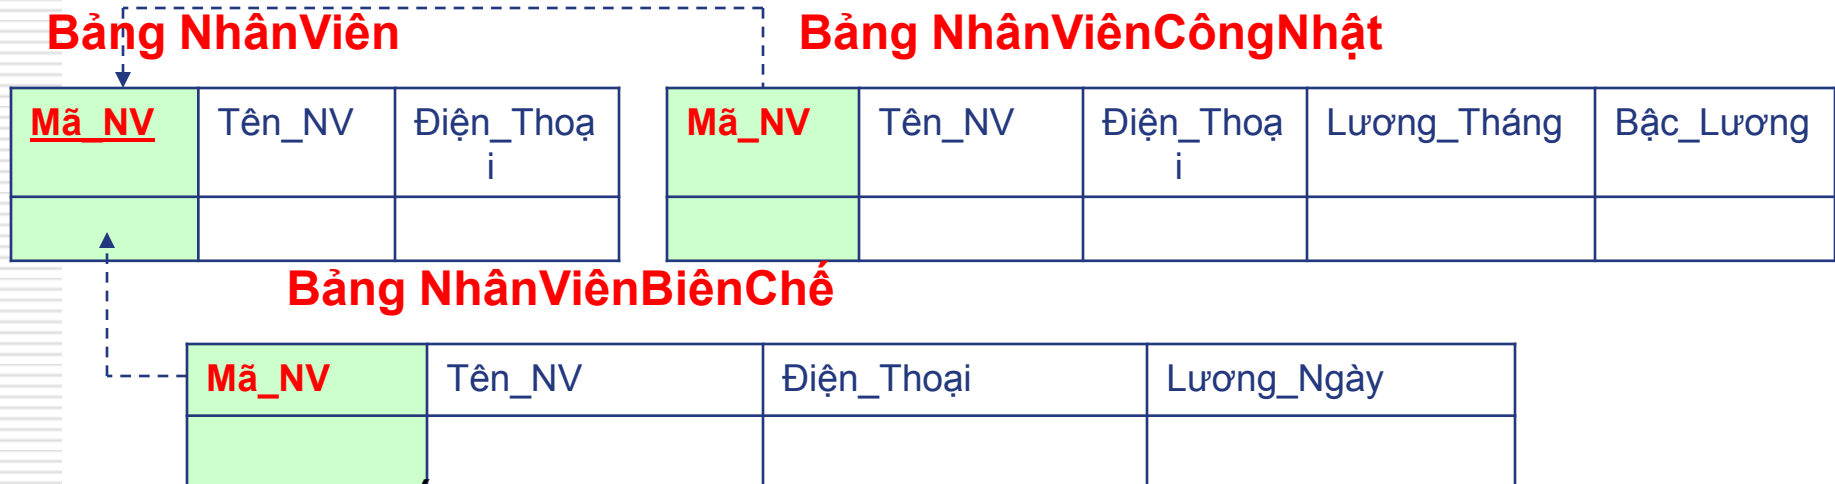 Bảng NhânViên
Bảng NhânViênCôngNhật
Mã_NV Tên_NV Điện_Thoạ
i
Mã_NV Tên_NV Điện_Thoạ Lương_Tháng Bậc_Lương
i
Bảng NhânViênBiênChế
Mã_NV Tên_NV Điện_Thoại Lương_Ngày